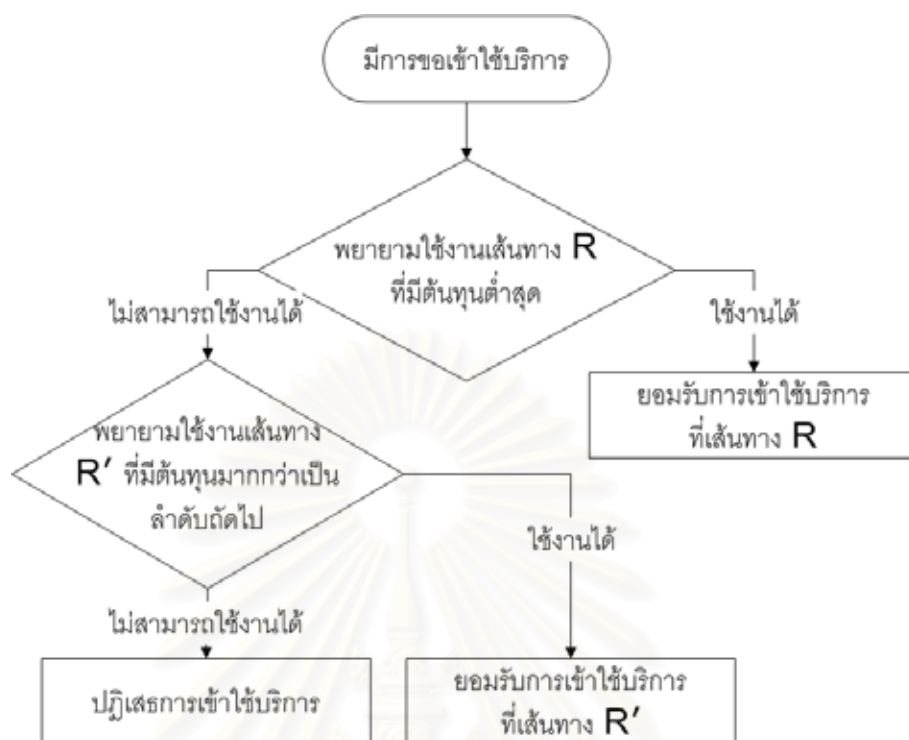 มีการขอเข้าใช้บริการ
พยายามใช้งานเส้นทาง R
ที่มีต้นทุนต่ำสุด
ไม่สามารถใช้งานได้
ใช้งานได้
ยอมรับการเข้าใช้บริการ
ที่เส้นทาง R
พยายามใช้งานเส้นทาง
R′ ที่มีต้นทุนมากกว่าเป็น
ลำดับถัดไป
ใช้งานได้
ไม่สามารถใช้งานได้
ปฏิเสธการเข้าใช้บริการ
ยอมรับการเข้าใช้บริการ
ที่เส้นทาง R′